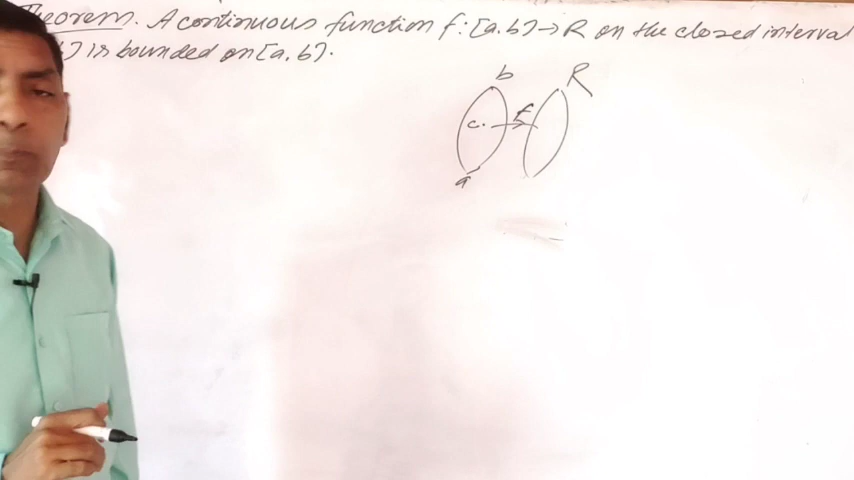 Theorem. A continuous function f: [a, b] → R on the closed interval
b] is bounded on [a, b].
b R
c. f
a